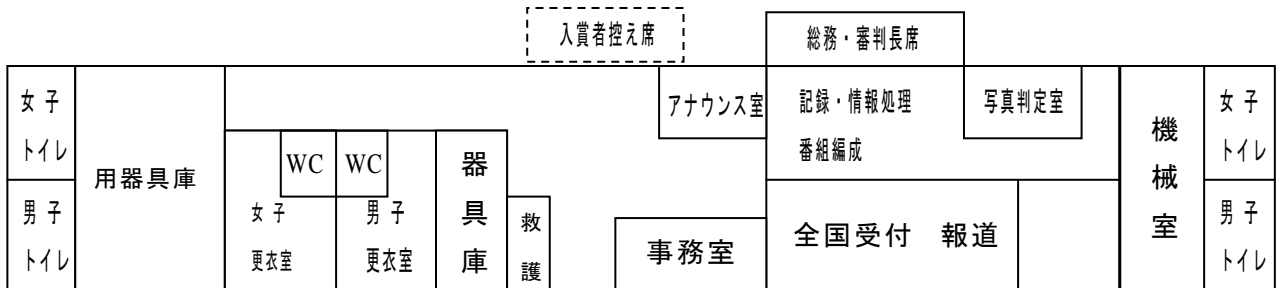 入賞者控え席
総務・審判長席
女子
トイレ
男子
トイレ
用器具庫
WC
WC
女子
更衣室
男子
更衣室
器具庫
救護
アナウンス室
事務室
記録・情報処理
番組編成
写真判定室
全国受付 報道
機械室
女子
トイレ
男子
トイレ